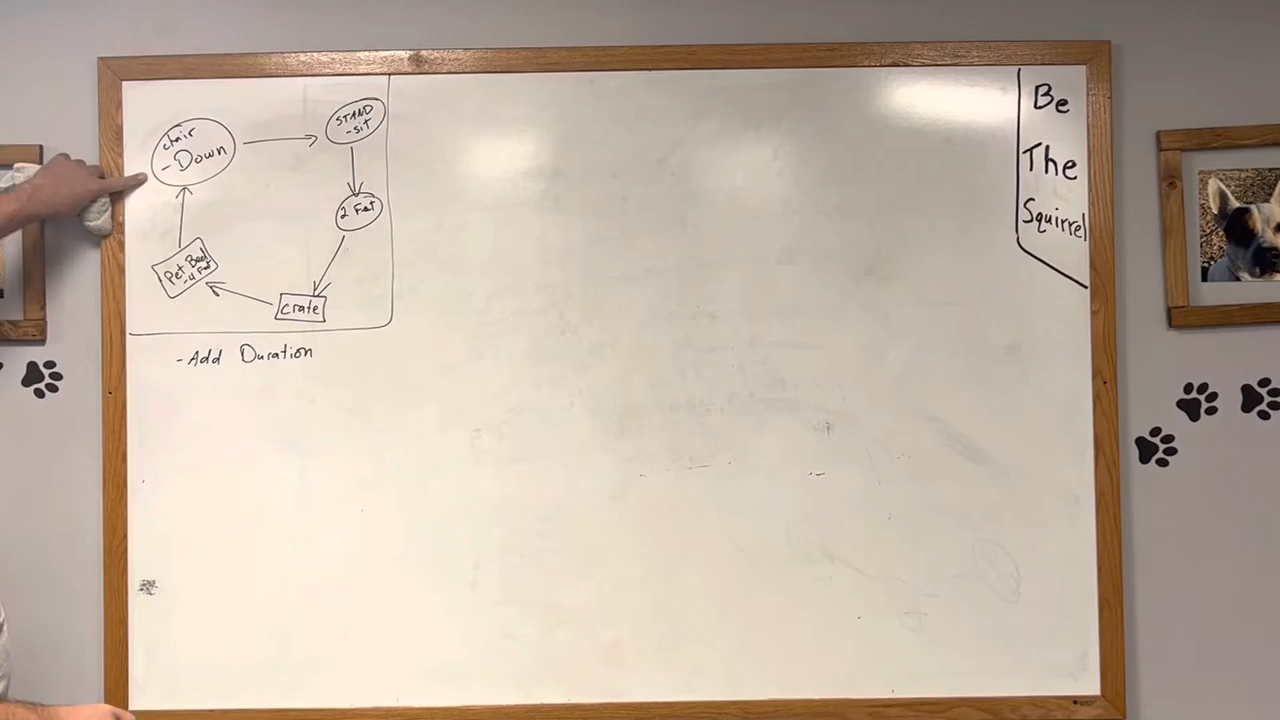 chair
-Down
STAND
-sit
2 Feet
crate
Pet Bed
-4 Feet
-Add Duration
Be
The
Squirrel